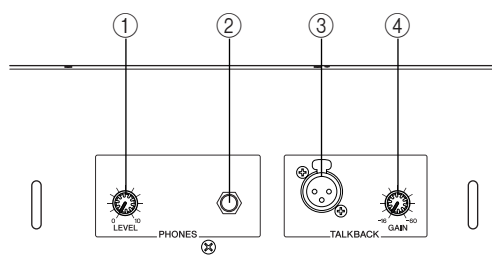 ① ② ③ ④
0 10 -16 -60
LEVEL GAIN
PHONES TALKBACK